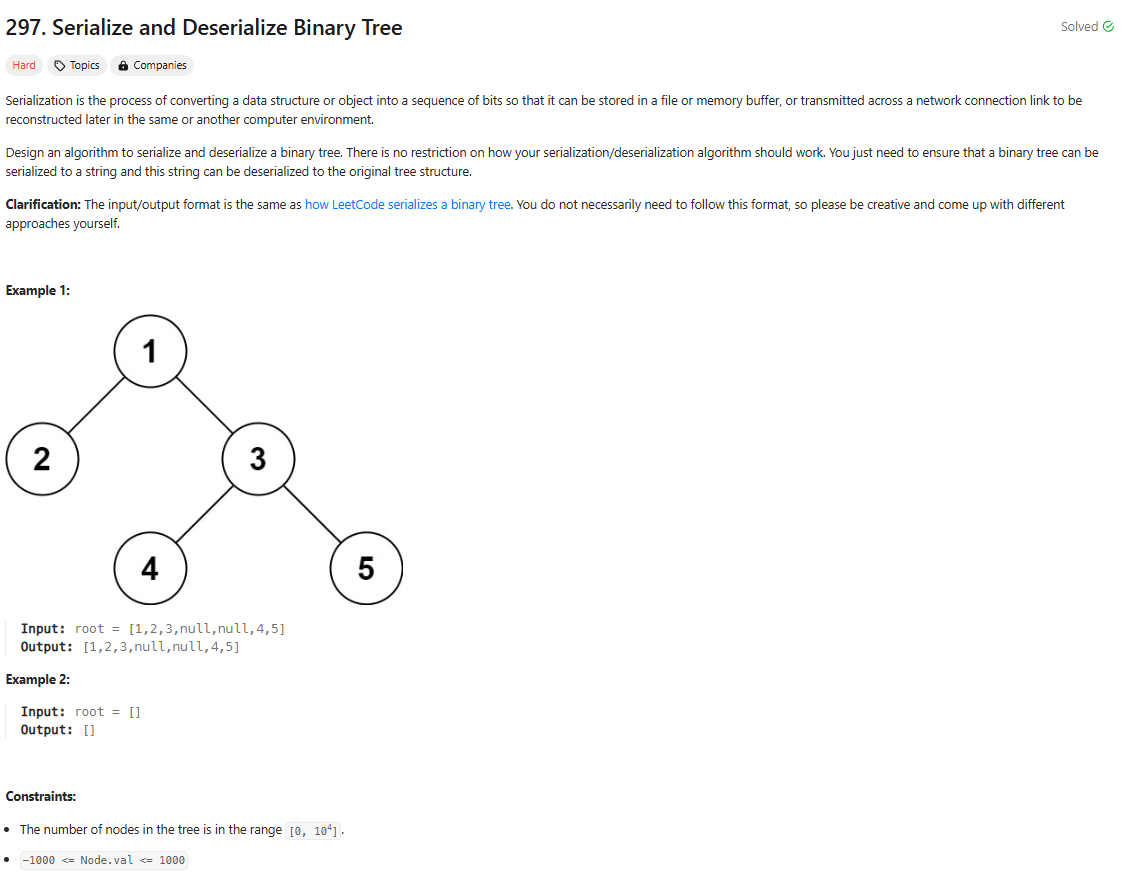 297. Serialize and Deserialize Binary Tree
Solved
Hard Topics Companies
Serialization is the process of converting a data structure or object into a sequence of bits so that it can be stored in a file or memory buffer, or transmitted across a network connection link to be
reconstructed later in the same or another computer environment.
Design an algorithm to serialize and deserialize a binary tree. There is no restriction on how your serialization/deserialization algorithm should work. You just need to ensure that a binary tree can be
serialized to a string and this string can be deserialized to the original tree structure.
Clarification: The input/output format is the same as how LeetCode serializes a binary tree. You do not necessarily need to follow this format, so please be creative and come up with different
approaches yourself.
Example 1:
1
2 3
4 5
Input: root = [1,2,3,null,null,4,5]
Output: [1,2,3,null,null,4,5]
Example 2:
Input: root = []
Output: []
Constraints:
• The number of nodes in the tree is in the range [0, 10⁴].
• -1000 <= Node.val <= 1000